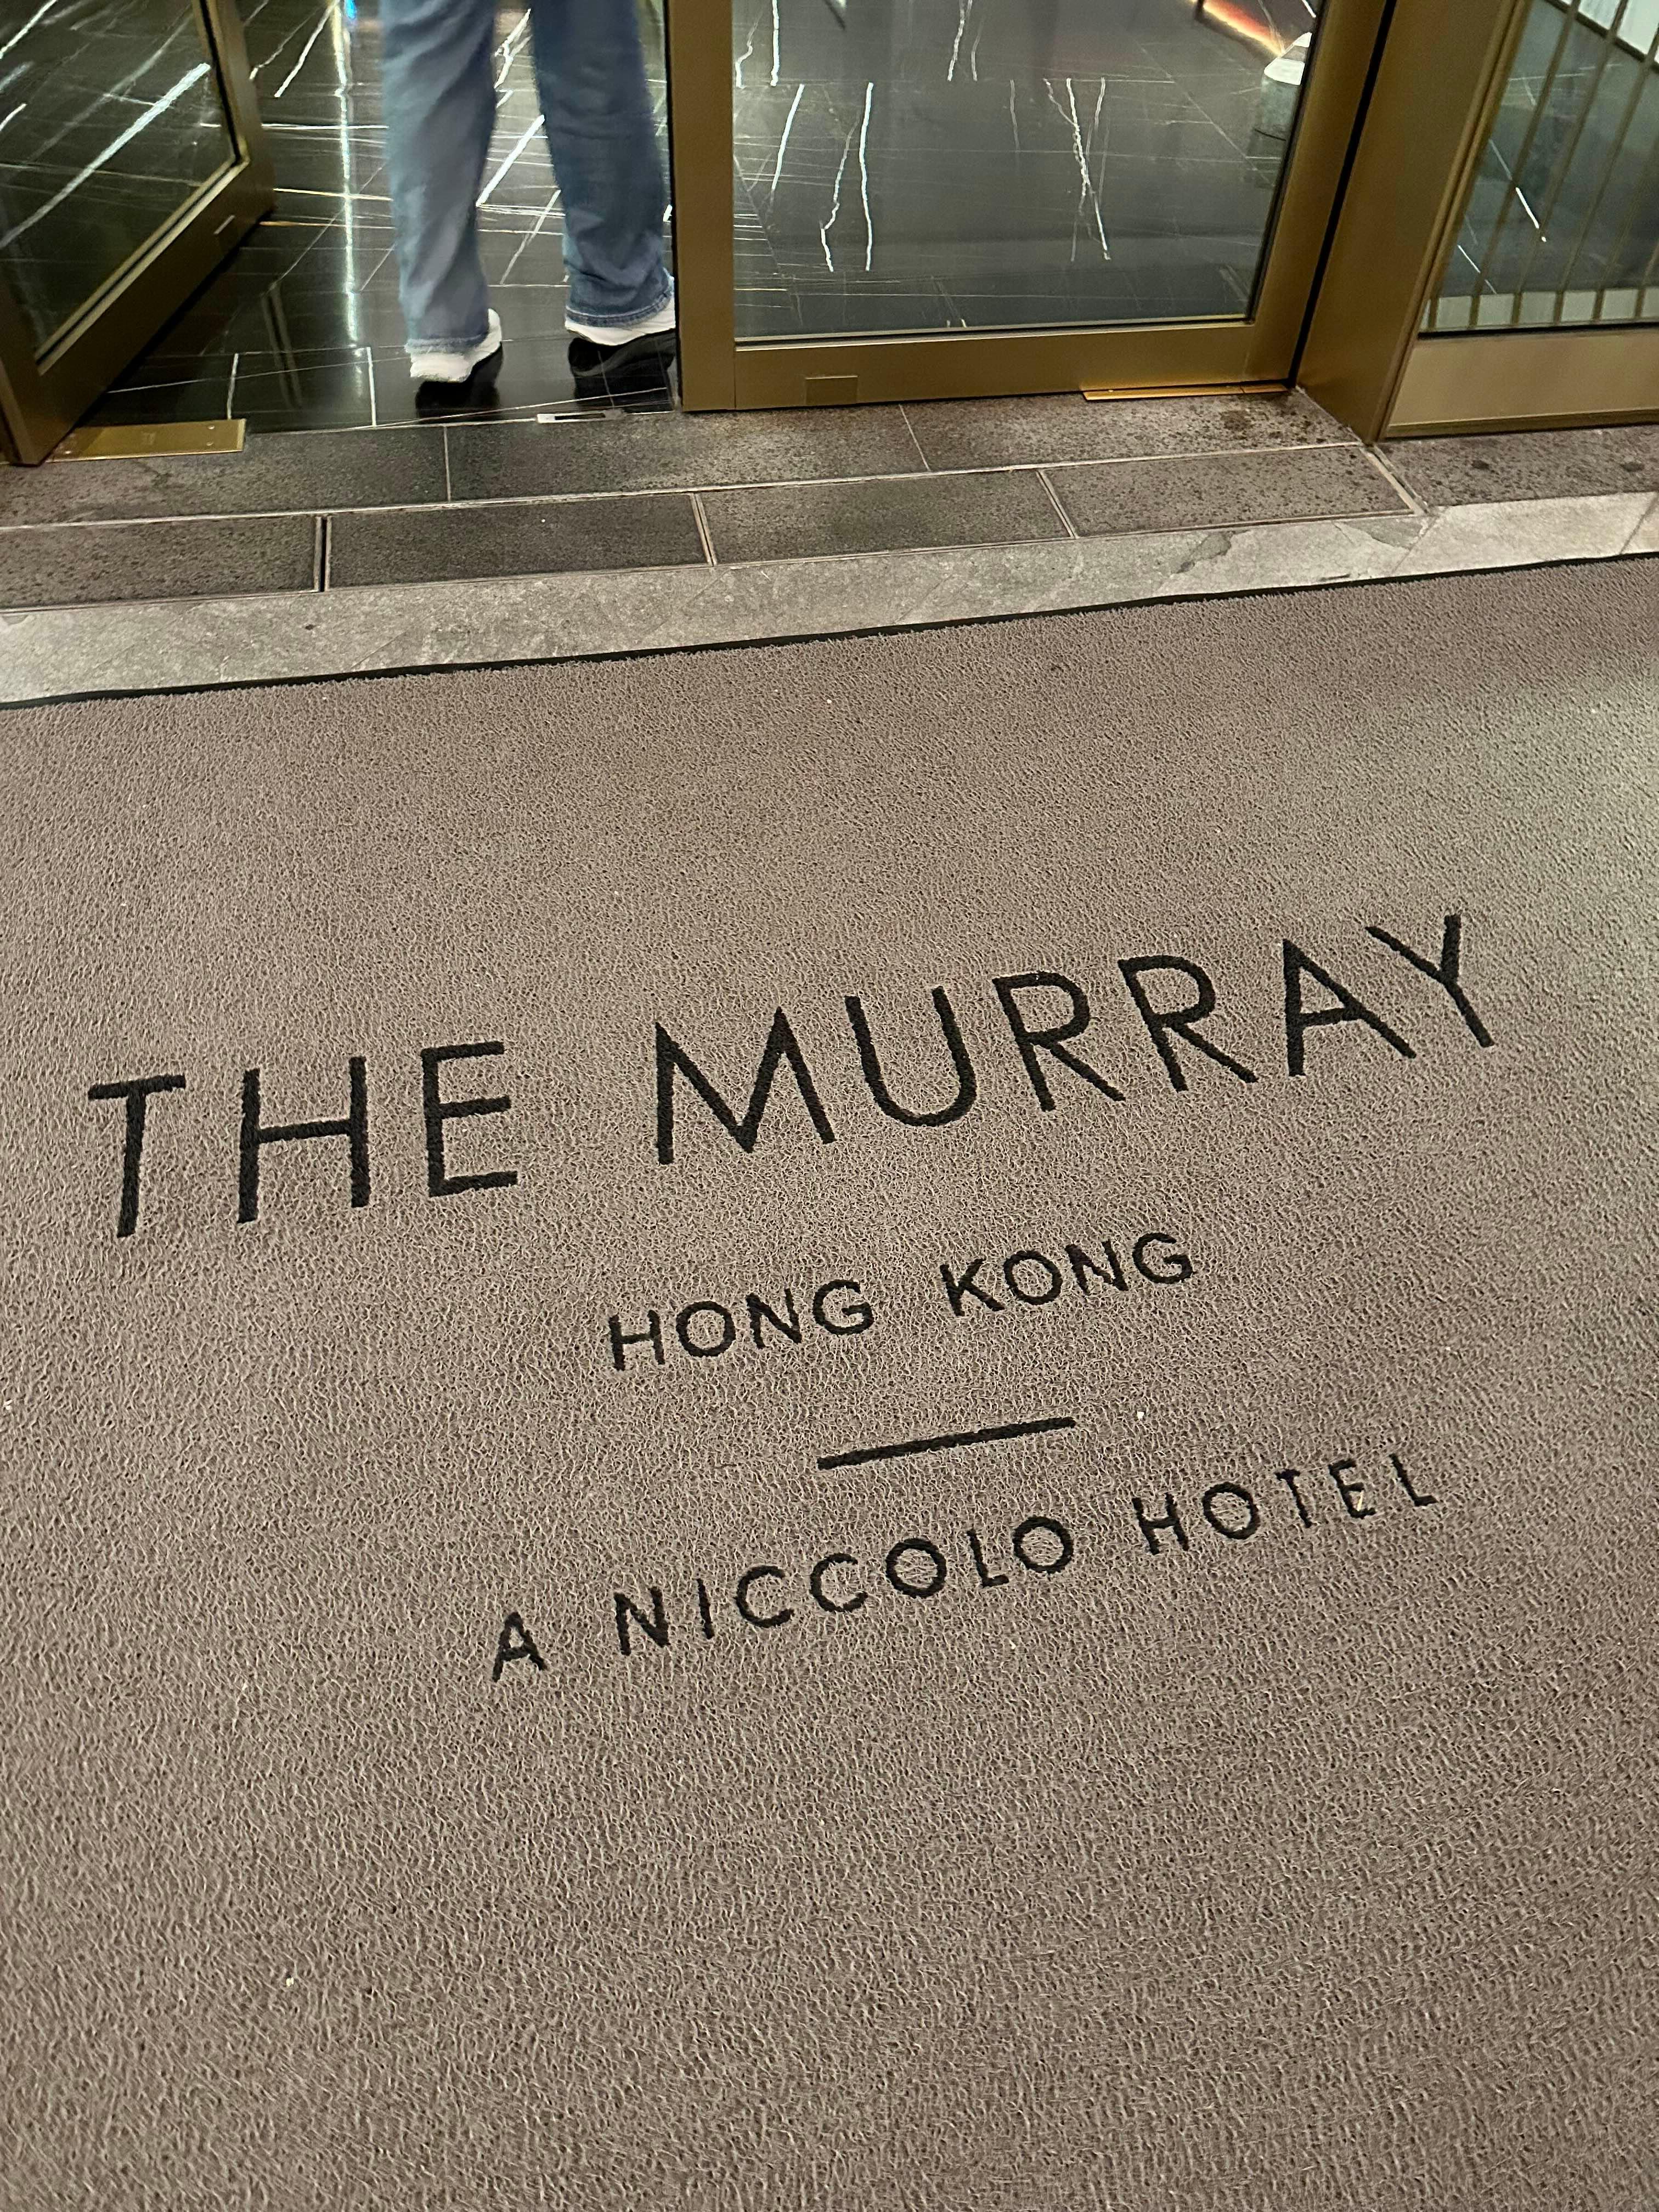 THE MURRAY
HONG KONG
A NICCOLO HOTEL